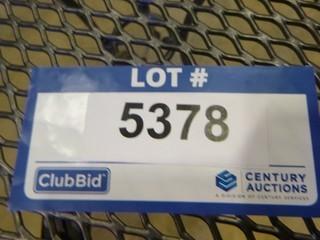 LOT #
5378
ClubBid
CENTURY
AUCTIONS
A DIVISION OF CENTURY SERVICES